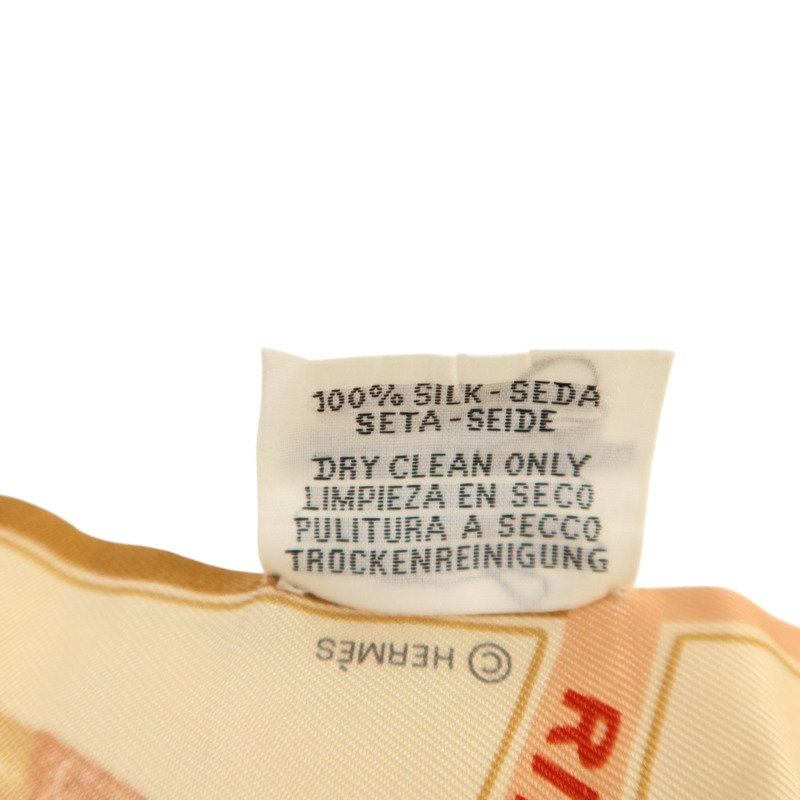 100% SILK - SEDA
SETA - SEIDE
DRY CLEAN ONLY
LIMPIEZA EN SECO
PULITURA A SECCO
TROCKENREINIGUNG
© HERMÈS